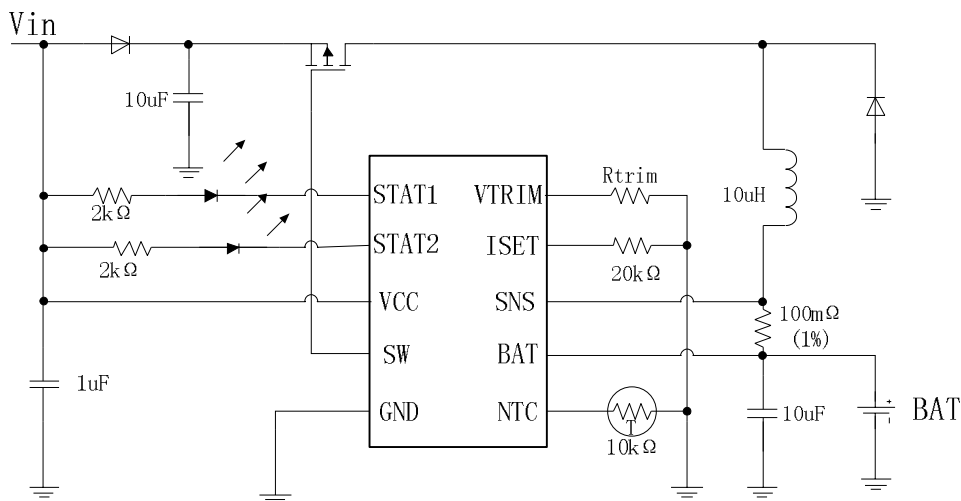 Vin
10uF
STAT1
VTRIM
Rtrim
10uH
2kΩ
STAT2
ISET
20kΩ
2kΩ
VCC
SNS
100mΩ
(1%)
SW
BAT
1uF
GND
NTC
T
10kΩ
10uF
+
BAT